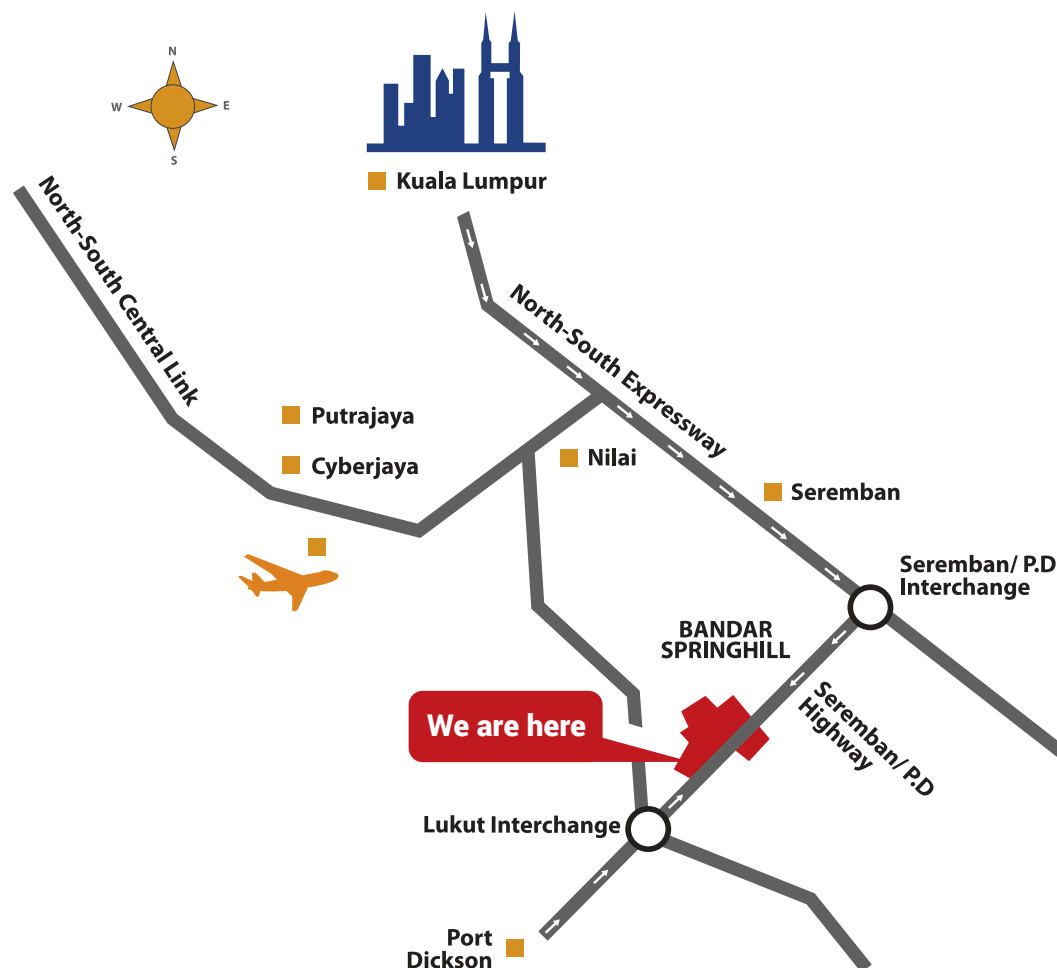 N
W
E
S
Kuala Lumpur
North-South Central Link
North-South Expressway
Putrajaya
Cyberjaya
Nilai
Seremban
Seremban/ P.D
Interchange
BANDAR
SPRINGHILL
Seremban/ P.D
Highway
We are here
Lukut Interchange
Port
Dickson